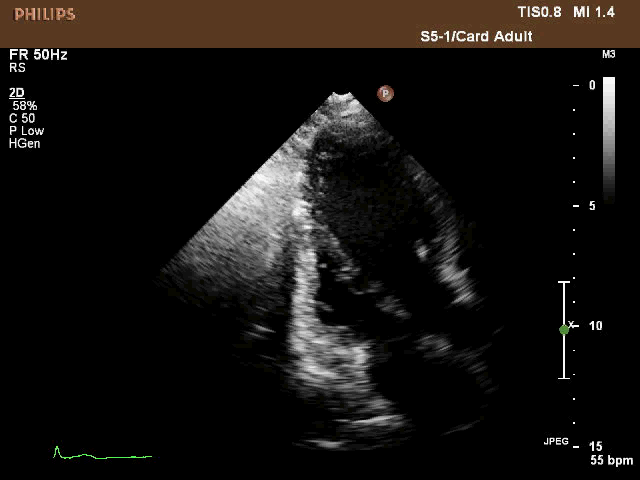 PHILIPS
TIS0.8 MI 1.4
S5-1/Card Adult
FR 50Hz
RS
2D
58%
C 50
P Low
HGen
P
M3
0
5
X
10
JPEG
15
55 bpm